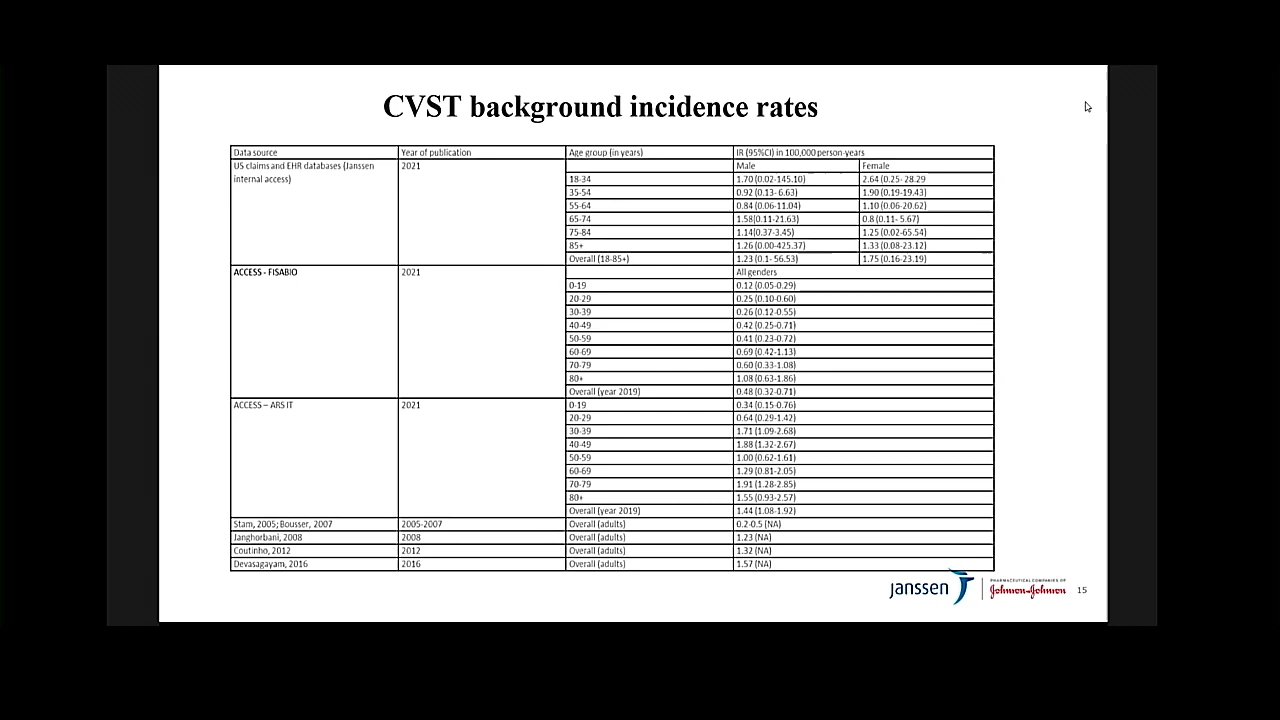 CVST background incidence rates
Data source Year of publication Age group (in years) IR (95%CI) in 100,000 person-years
US claims and EHR databases (Janssen 2021 Male Female
internal access) 18-34 1.70 (0.02-145.10) 2.64 (0.25- 28.29
35-54 0.92 (0.13- 6.63) 1.90 (0.19-19.43)
55-64 0.84 (0.06-11.04) 1.10 (0.06-20.62)
65-74 1.58(0.11-21.63) 0.8 (0.11- 5.67)
75-84 1.14(0.37-3.45) 1.25 (0.02-65.54)
85+ 1.26 (0.00-425.37) 1.33 (0.08-23.12)
Overall (18-85+) 1.23 (0.1- 56.53) 1.75 (0.16-23.19)
ACCESS - FISABIO 2021 All genders
0-19 0.12 (0.05-0.29)
20-29 0.25 (0.10-0.60)
30-39 0.26 (0.12-0.55)
40-49 0.42 (0.25-0.71)
50-59 0.41 (0.23-0.72)
60-69 0.69 (0.42-1.13)
70-79 0.60 (0.33-1.08)
80+ 1.08 (0.63-1.86)
Overall (year 2019) 0.48 (0.32-0.71)
ACCESS – ARS IT 2021 0-19 0.34 (0.15-0.76)
20-29 0.64 (0.29-1.42)
30-39 1.71 (1.09-2.68)
40-49 1.88 (1.32-2.67)
50-59 1.00 (0.62-1.61)
60-69 1.29 (0.81-2.05)
70-79 1.91 (1.28-2.85)
80+ 1.55 (0.93-2.57)
Overall (year 2019) 1.44 (1.08-1.92)
Stam, 2005; Bousser, 2007 2005-2007 Overall (adults) 0.2-0.5 (NA)
Janghorbani, 2008 2008 Overall (adults) 1.23 (NA)
Coutinho, 2012 2012 Overall (adults) 1.32 (NA)
Devasagayam, 2016 2016 Overall (adults) 1.57 (NA)
janssen PHARMACEUTICAL COMPANIES OF
Johnson & Johnson 15